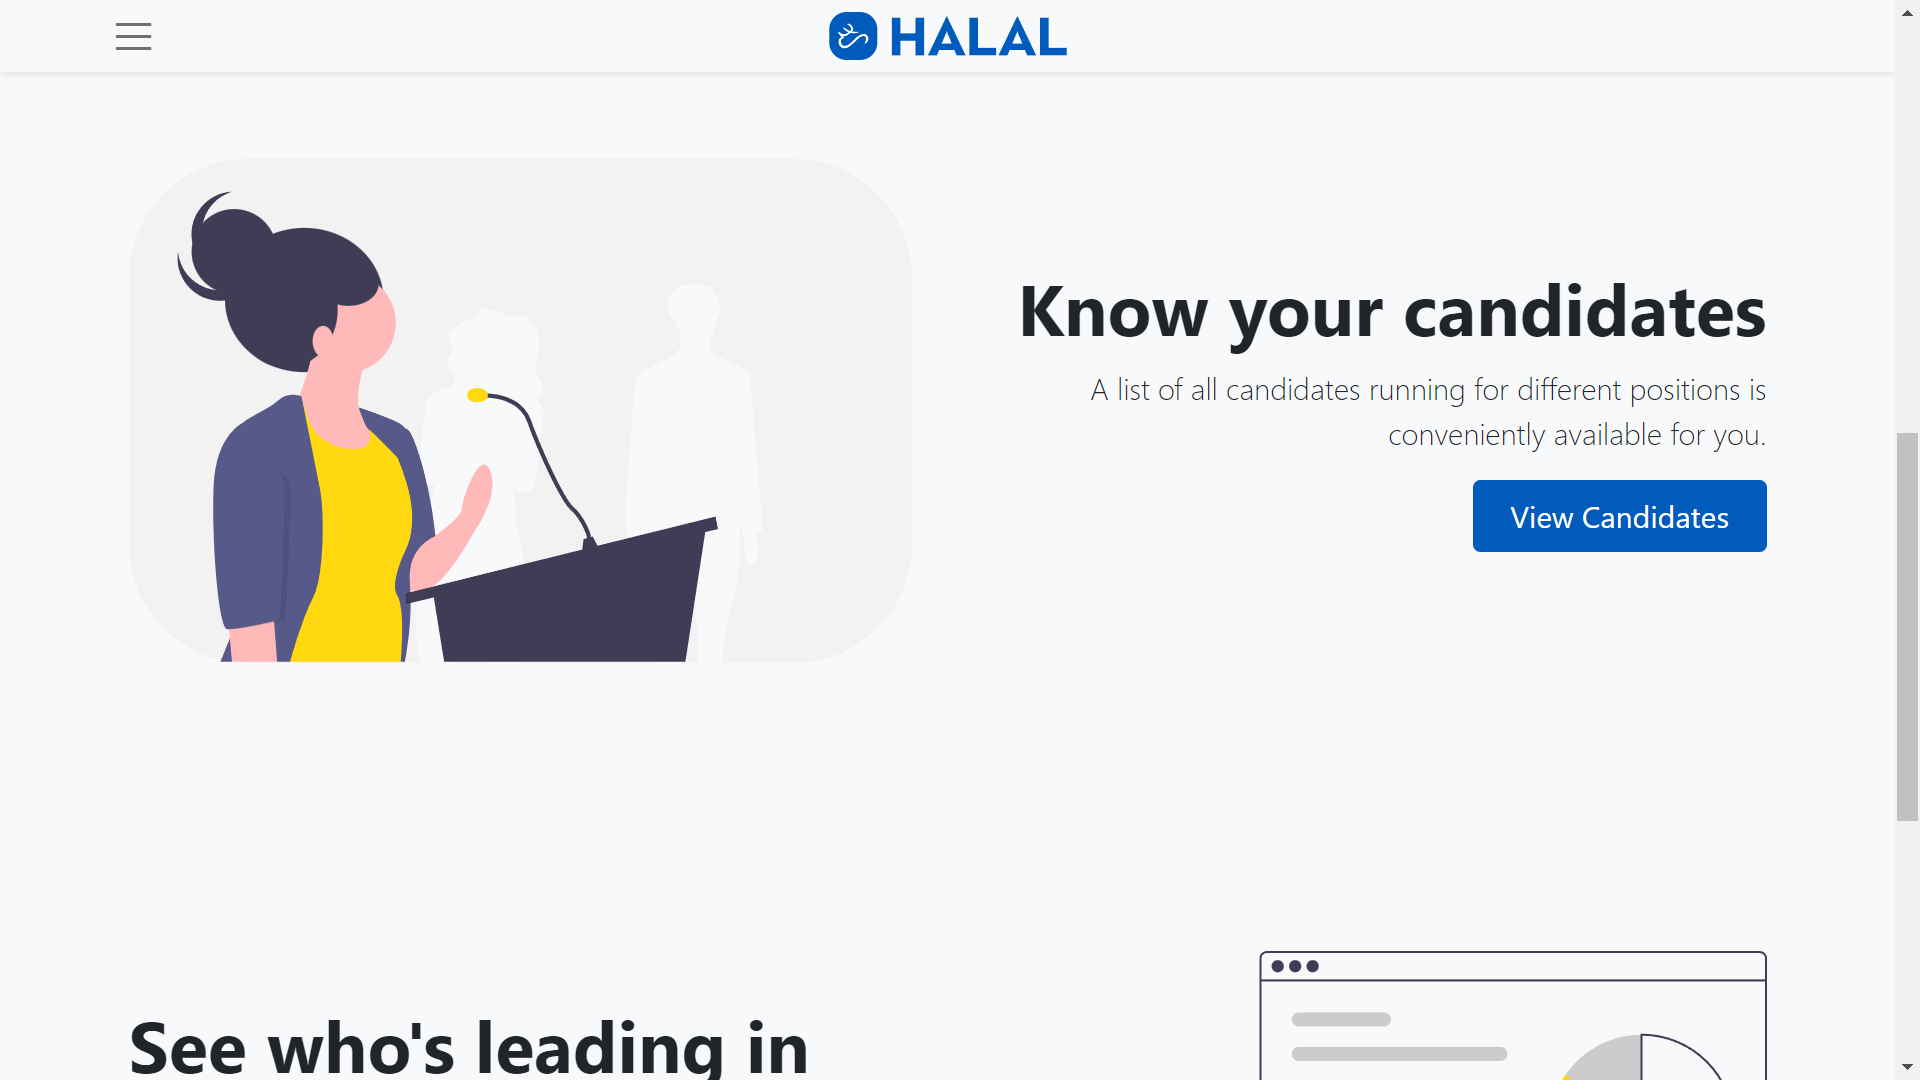 HALAL
Know your candidates
A list of all candidates running for different positions is
conveniently available for you.
View Candidates
See who's leading in